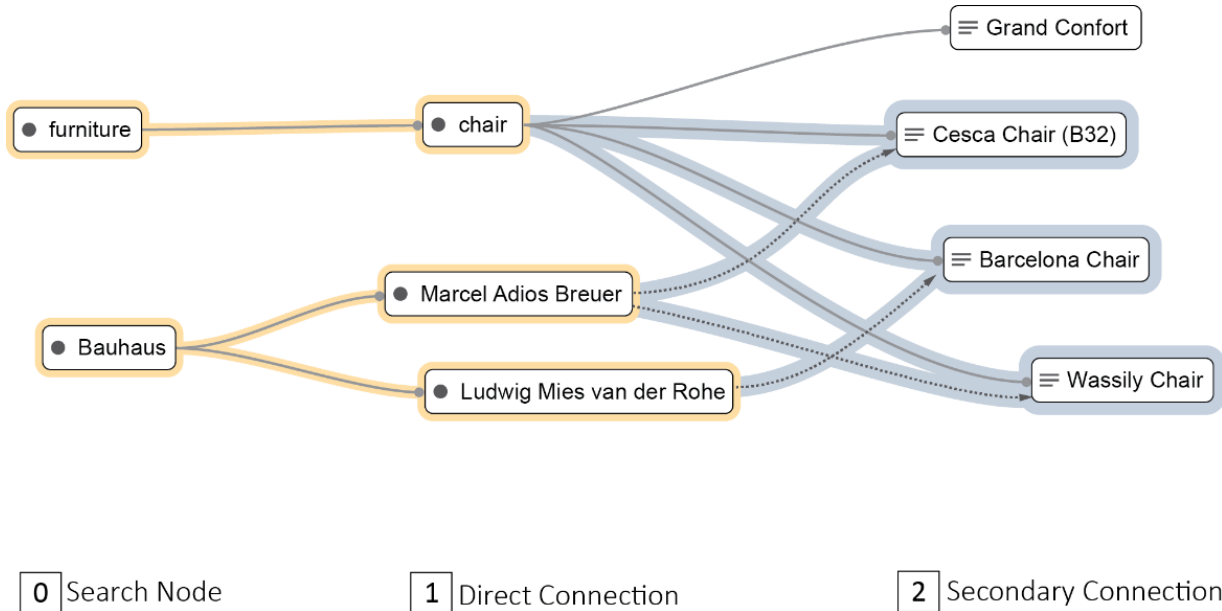 Grand Confort
furniture
chair
Cesca Chair (B32)
Barcelona Chair
Marcel Adios Breuer
Bauhaus
Ludwig Mies van der Rohe
Wassily Chair
0 Search Node
1 Direct Connection
2 Secondary Connection